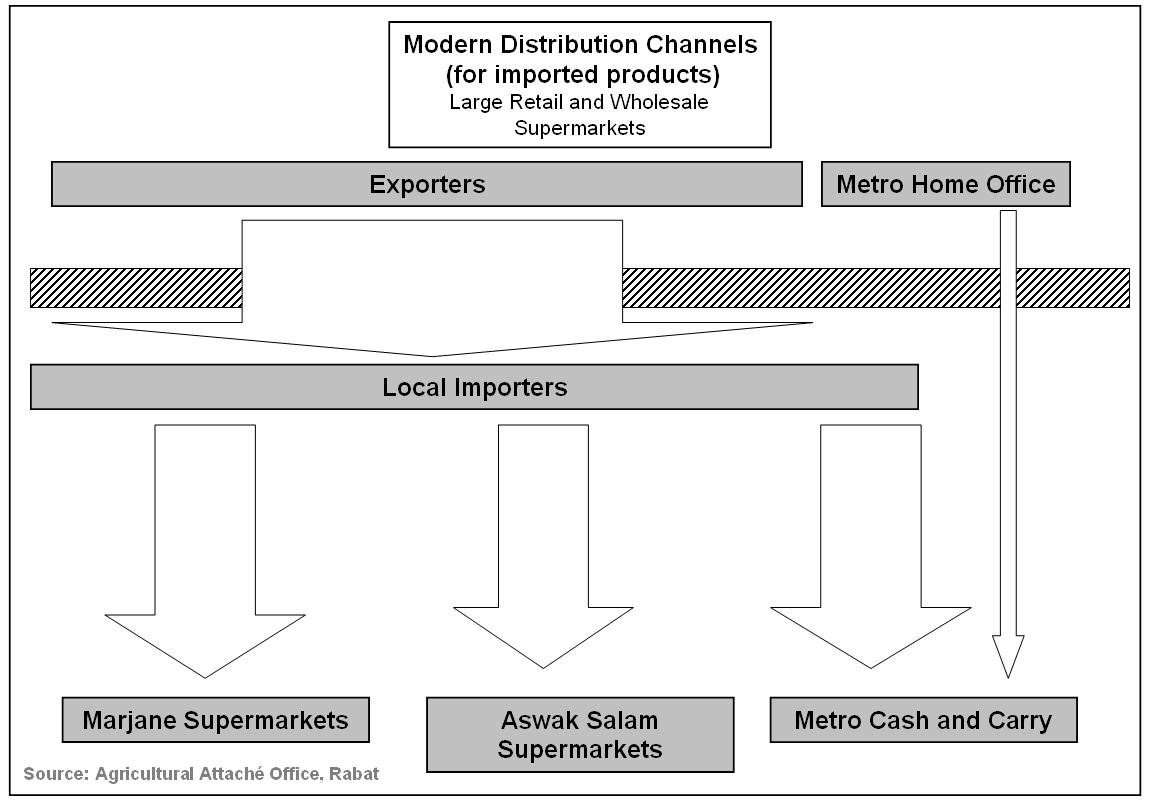 Modern Distribution Channels
(for imported products)
Large Retail and Wholesale
Supermarkets
Exporters
Metro Home Office
Local Importers
Marjane Supermarkets
Aswak Salam
Supermarkets
Metro Cash and Carry
Source: Agricultural Attaché Office, Rabat